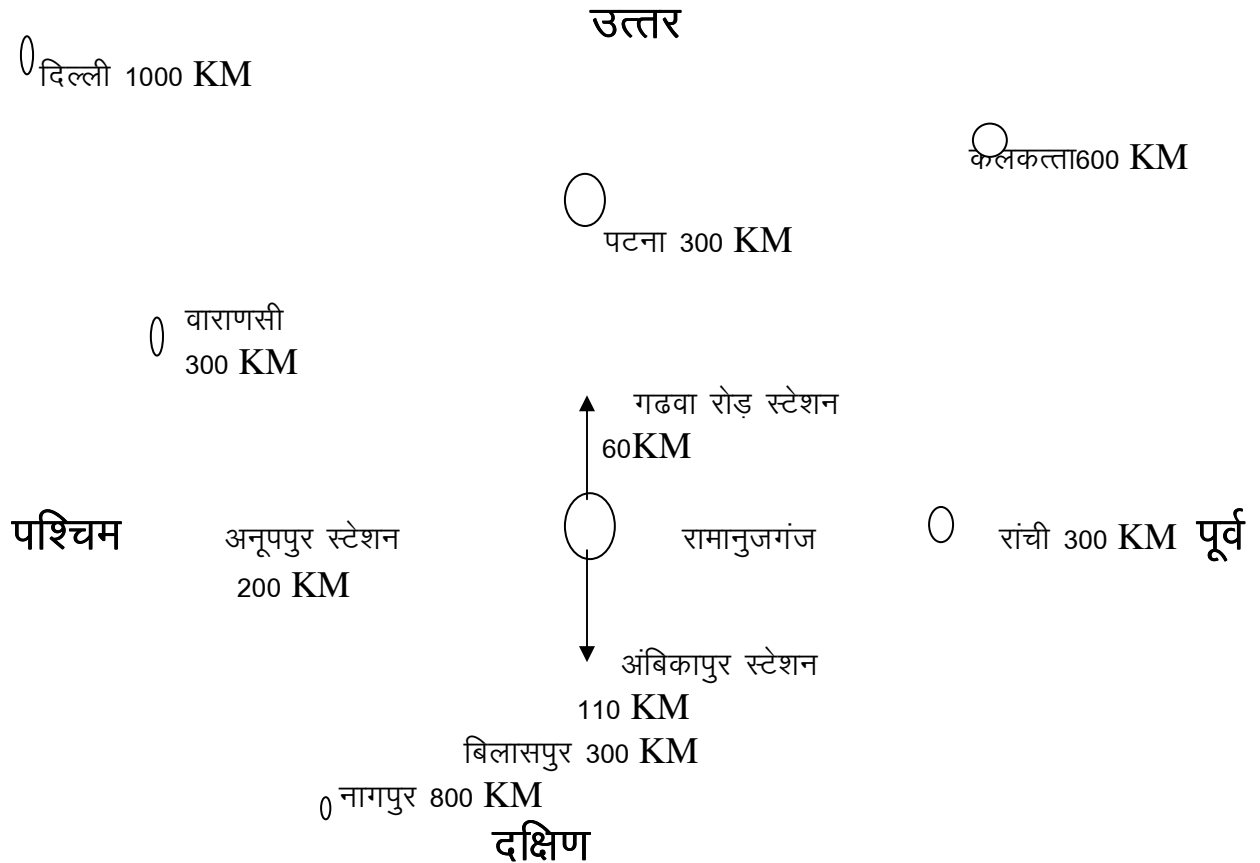 उत्तर
दिल्ली 1000 KM
कलकत्ता600 KM
पटना 300 KM
वाराणसी
300 KM
गढवा रोड़ स्टेशन
60KM
पश्चिम
अनूपपुर स्टेशन
200 KM
रामानुजगंज
रांची 300 KM
पूर्व
अंबिकापुर स्टेशन
110 KM
बिलासपुर 300 KM
नागपुर 800 KM
दक्षिण